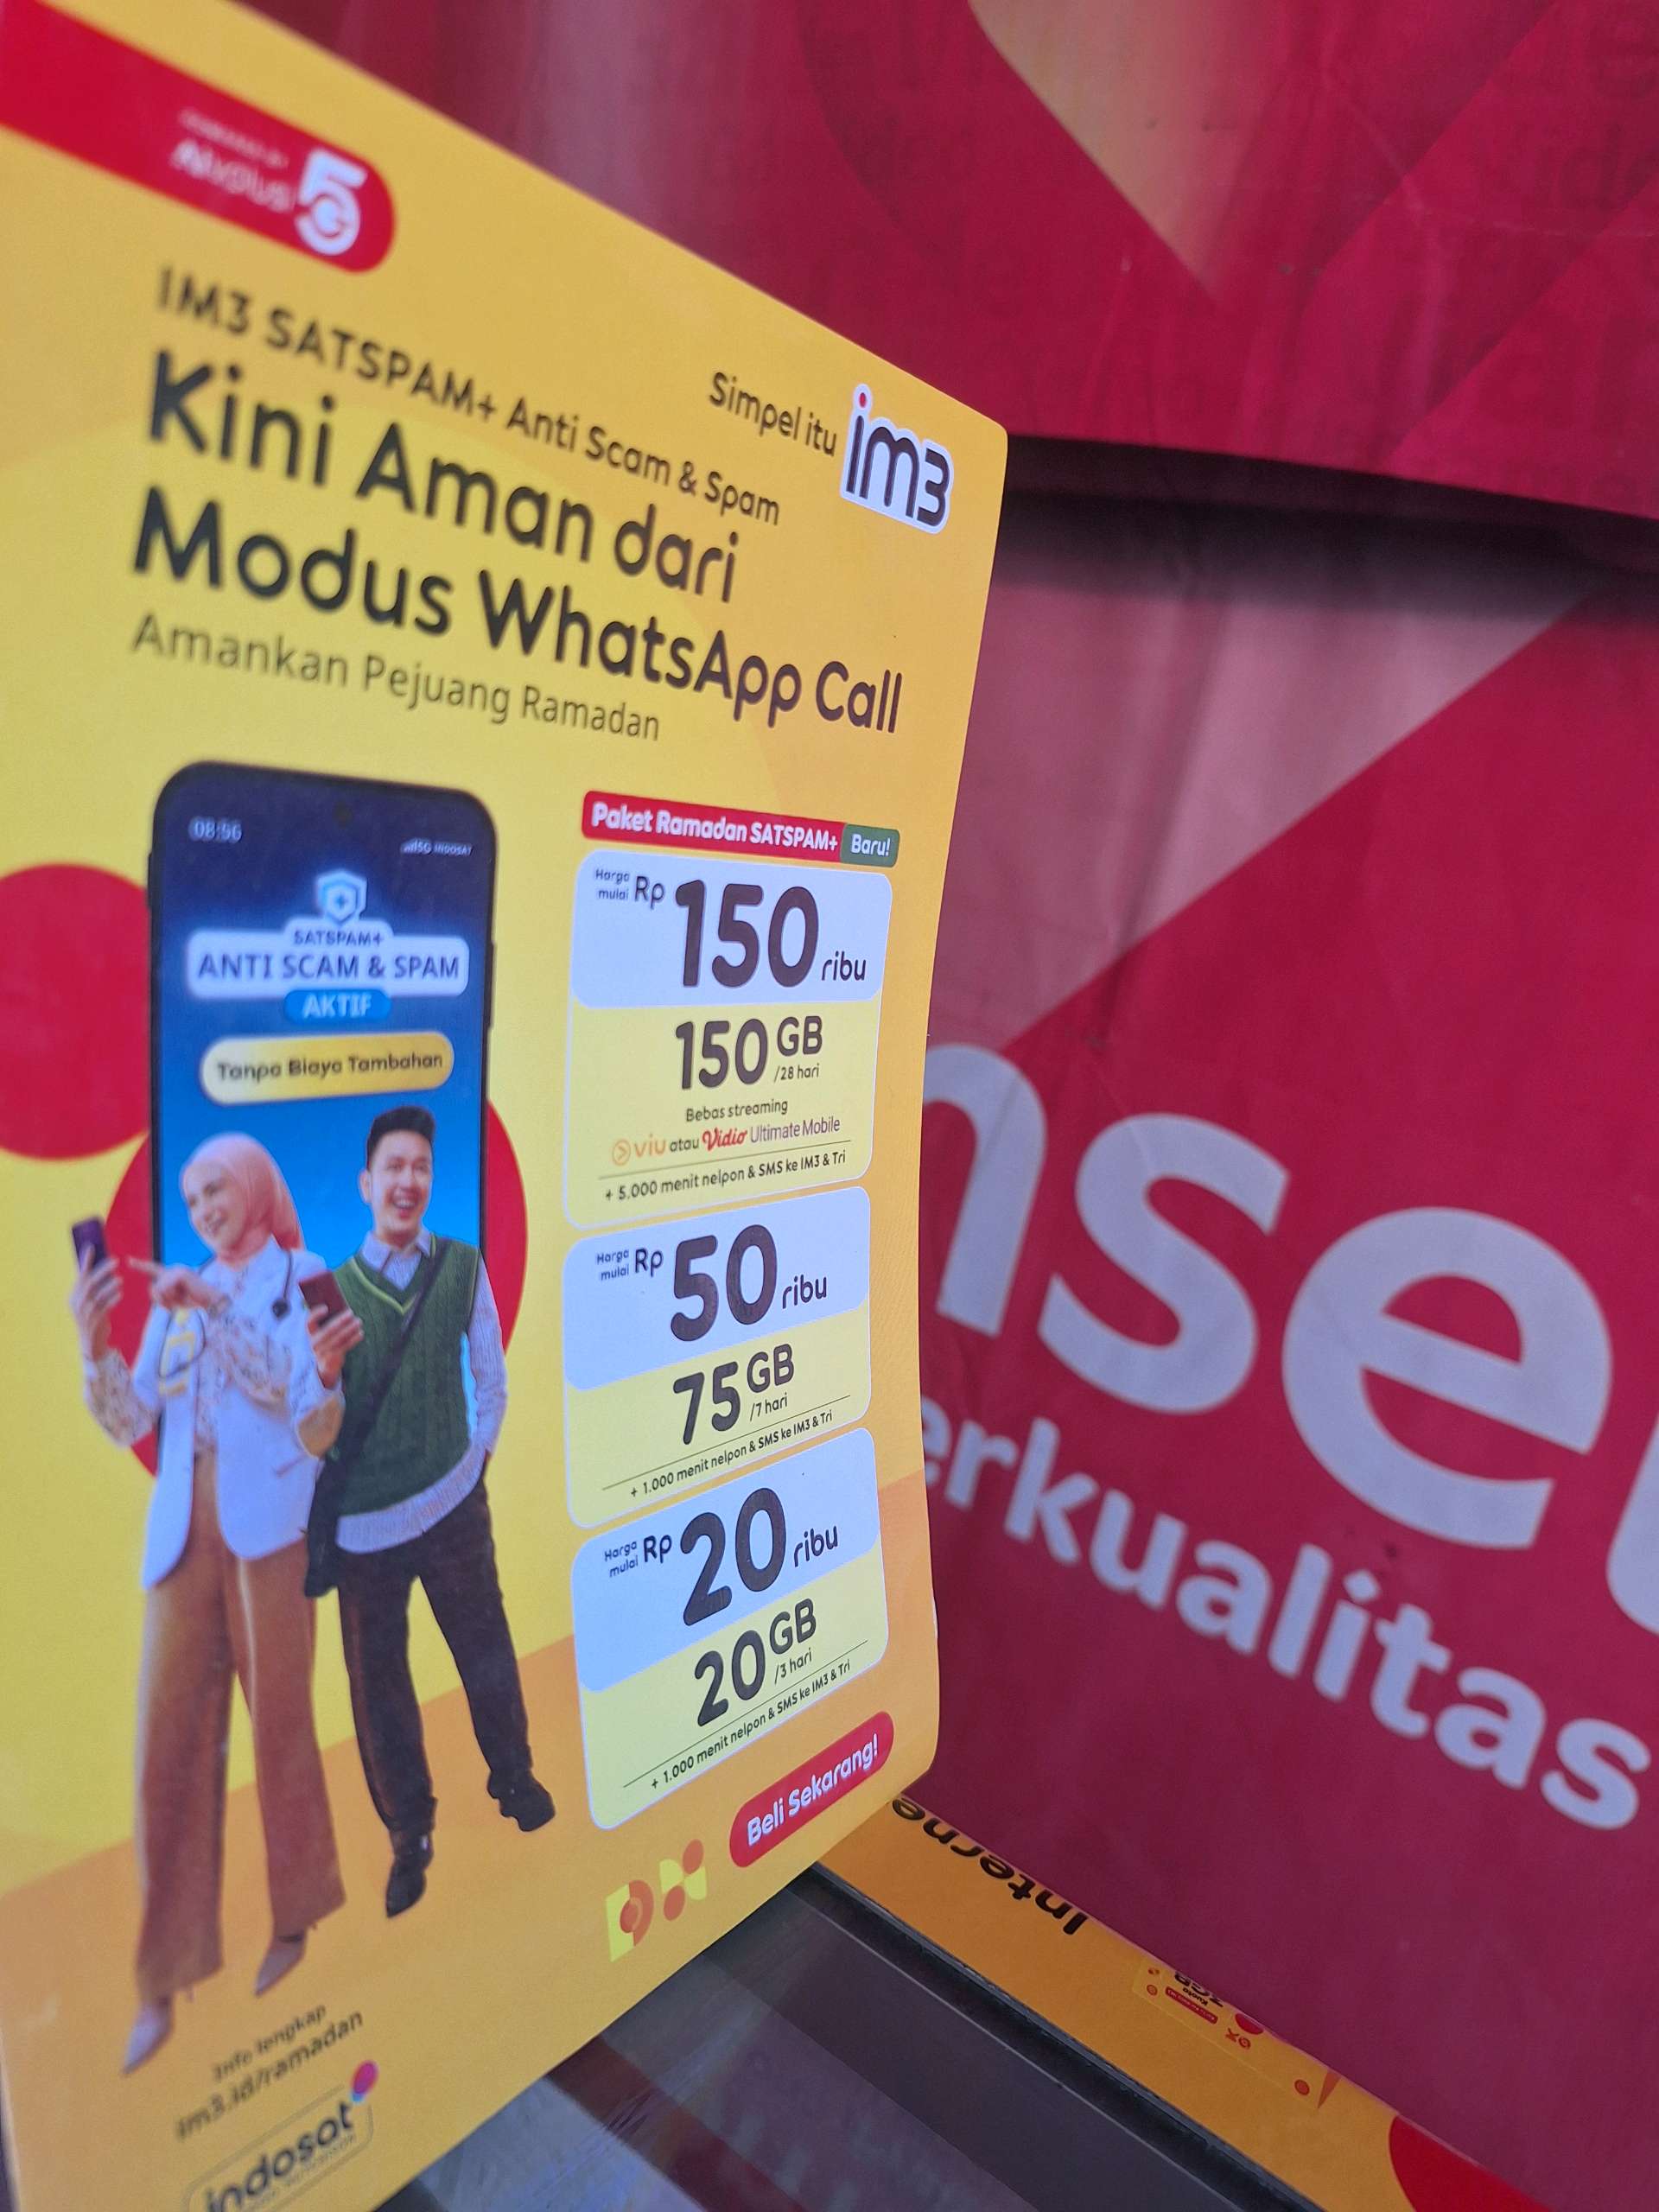 AIvolusi
5G
IM3 SATSPAM+ Anti Scam & Spam
Simpel itu
im3
Kini Aman dari
Modus WhatsApp Call
Amankan Pejuang Ramadan
08:56
5G INDOSAT
SATSPAM+
ANTI SCAM & SPAM
AKTIF
Tanpa Biaya Tambahan
Paket Ramadan SATSPAM+ Baru!
Harga mulai Rp 150 ribu
150 GB /28 hari
Bebas streaming
viu atau Vidio Ultimate Mobile
+ 5.000 menit nelpon & SMS ke IM3 & Tri
Harga mulai Rp 50 ribu
75 GB /7 hari
+ 1.000 menit nelpon & SMS ke IM3 & Tri
Harga mulai Rp 20 ribu
20 GB /3 hari
+ 1.000 menit nelpon & SMS ke IM3 & Tri
Beli Sekarang!
Info lengkap
im3.id/ramadan
indosat
nse
erkualitas
Interne